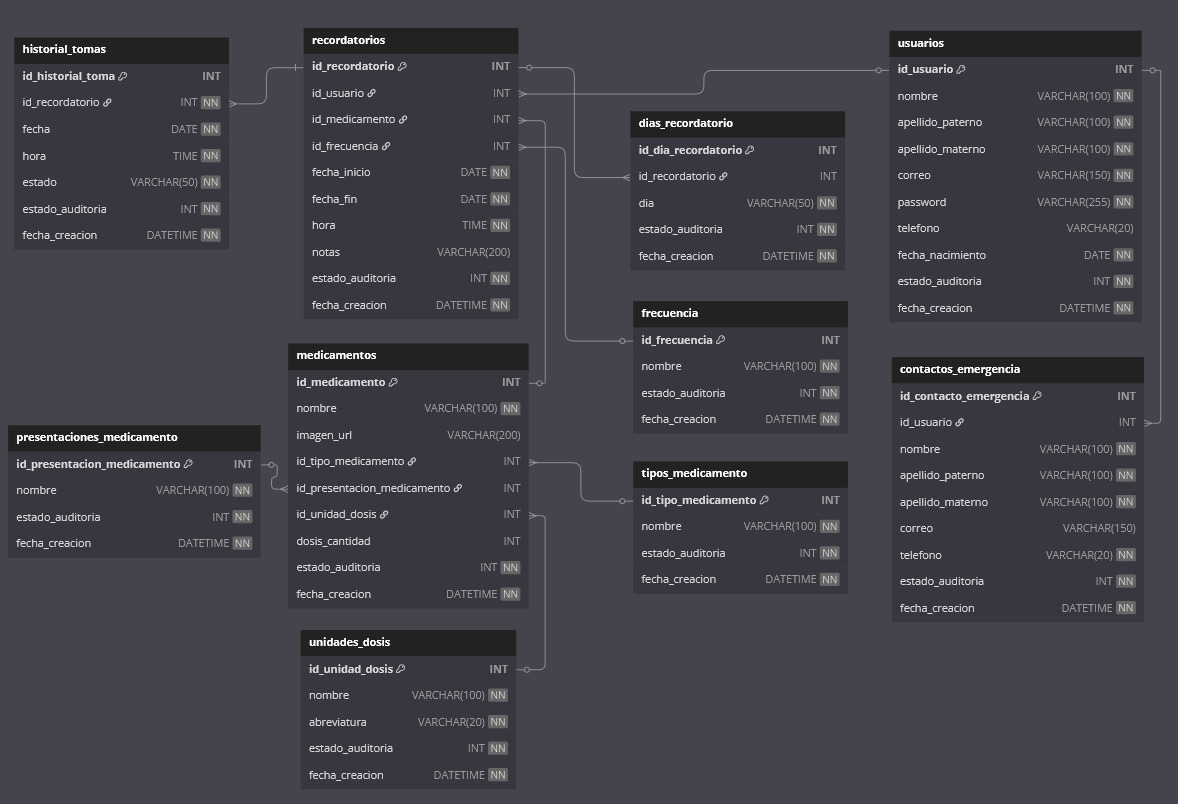 historial_tomas
id_historial_toma INT
id_recordatorio INT NN
fecha DATE NN
hora TIME NN
estado VARCHAR(50) NN
estado_auditoria INT NN
fecha_creacion DATETIME NN
recordatorios
id_recordatorio INT
id_usuario INT
id_medicamento INT
id_frecuencia INT
fecha_inicio DATE NN
fecha_fin DATE NN
hora TIME NN
notas VARCHAR(200)
estado_auditoria INT NN
fecha_creacion DATETIME NN
usuarios
id_usuario INT
nombre VARCHAR(100) NN
apellido_paterno VARCHAR(100) NN
apellido_materno VARCHAR(100) NN
correo VARCHAR(150) NN
password VARCHAR(255) NN
telefono VARCHAR(20)
fecha_nacimiento DATE NN
estado_auditoria INT NN
fecha_creacion DATETIME NN
dias_recordatorio
id_dia_recordatorio INT
id_recordatorio INT
dia VARCHAR(50) NN
estado_auditoria INT NN
fecha_creacion DATETIME NN
frecuencia
id_frecuencia INT
nombre VARCHAR(100) NN
estado_auditoria INT NN
fecha_creacion DATETIME NN
medicamentos
id_medicamento INT
nombre VARCHAR(100) NN
imagen_url VARCHAR(200)
id_tipo_medicamento INT
id_presentacion_medicamento INT
id_unidad_dosis INT
dosis_cantidad INT
estado_auditoria INT NN
fecha_creacion DATETIME NN
contactos_emergencia
id_contacto_emergencia INT
id_usuario INT
nombre VARCHAR(100) NN
apellido_paterno VARCHAR(100) NN
apellido_materno VARCHAR(100) NN
correo VARCHAR(150)
telefono VARCHAR(20) NN
estado_auditoria INT NN
fecha_creacion DATETIME NN
presentaciones_medicamento
id_presentacion_medicamento INT
nombre VARCHAR(100) NN
estado_auditoria INT NN
fecha_creacion DATETIME NN
tipos_medicamento
id_tipo_medicamento INT
nombre VARCHAR(100) NN
estado_auditoria INT NN
fecha_creacion DATETIME NN
unidades_dosis
id_unidad_dosis INT
nombre VARCHAR(100) NN
abreviatura VARCHAR(20) NN
estado_auditoria INT NN
fecha_creacion DATETIME NN